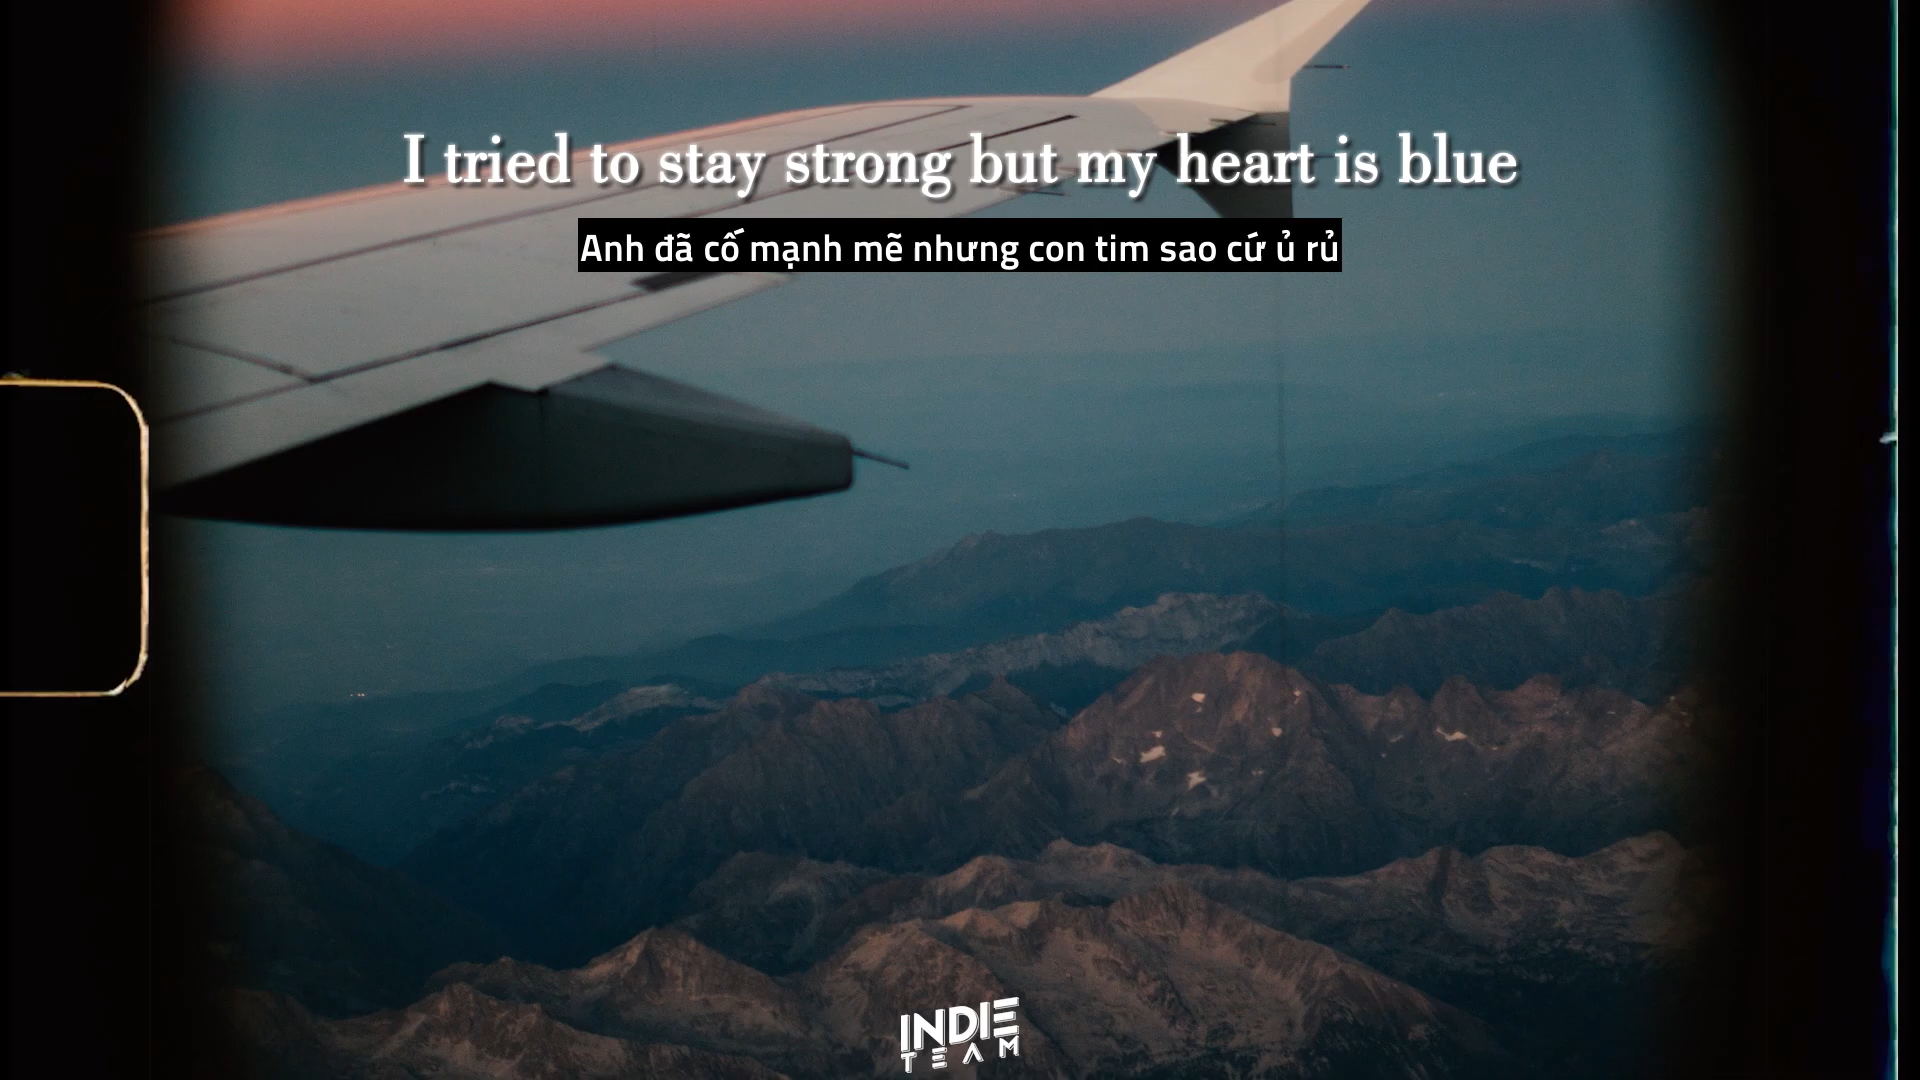 I tried to stay strong but my heart is blue
Anh đã cố mạnh mẽ nhưng con tim sao cứ ủ rủ
INDIE
TEAM